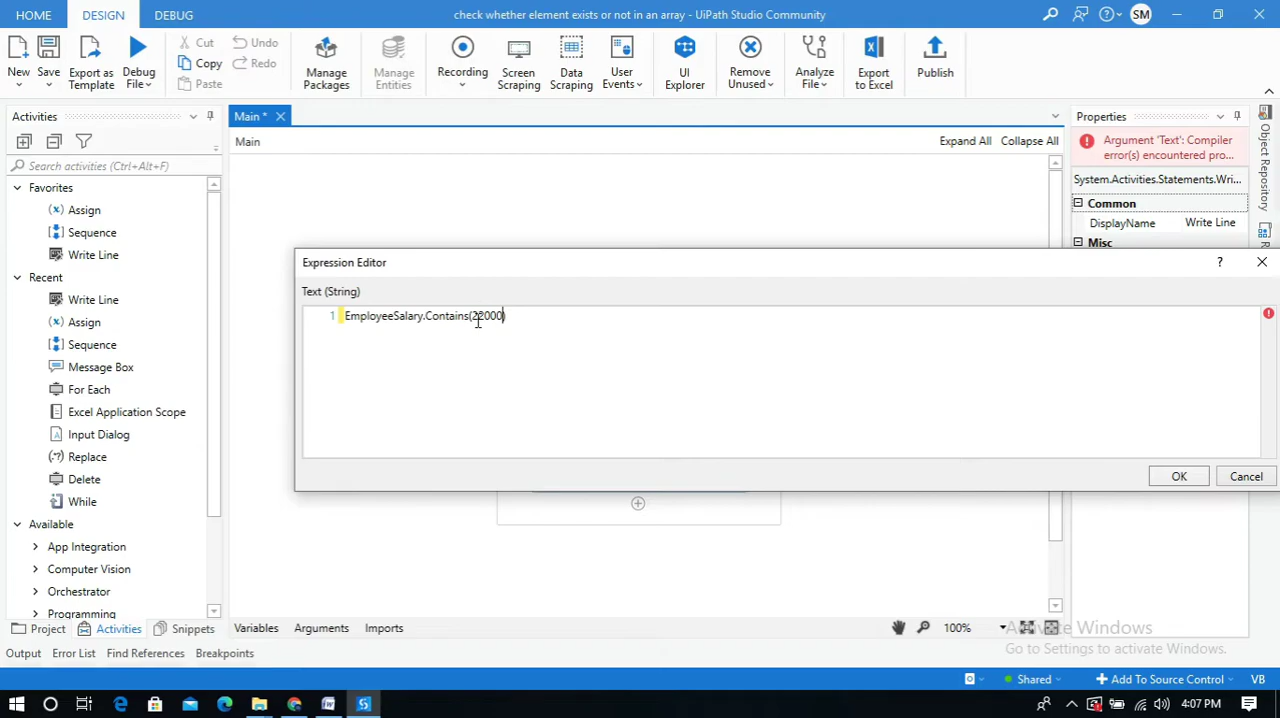 HOME DESIGN DEBUG check whether element exists or not in an array - UiPath Studio Community SM
New Save Export as Template Debug File Cut Copy Paste Undo Redo Manage Packages Manage Entities Recording Screen Scraping Data Scraping User Events UI Explorer Remove Unused Analyze File Export to Excel Publish
Activities
Main *
Properties
Main
Expand All Collapse All
Argument 'Text': Compiler
error(s) encountered pro...
Search activities (Ctrl+Alt+F)
System.Activities.Statements.Wri...
Favorites
Common
Assign
DisplayName Write Line
Sequence
Misc
Write Line
Recent
Write Line
Assign
Sequence
Message Box
For Each
Excel Application Scope
Input Dialog
Replace
Delete
While
Available
App Integration
Computer Vision
Orchestrator
Programming
Object Repository
Expression Editor
?
Text (String)
1 EmployeeSalary.Contains(22000)
OK Cancel
Project Activities Snippets
Variables Arguments Imports
100%
Activate Windows
Go to Settings to activate Windows.
Output Error List Find References Breakpoints
Shared Add To Source Control VB
4:07 PM